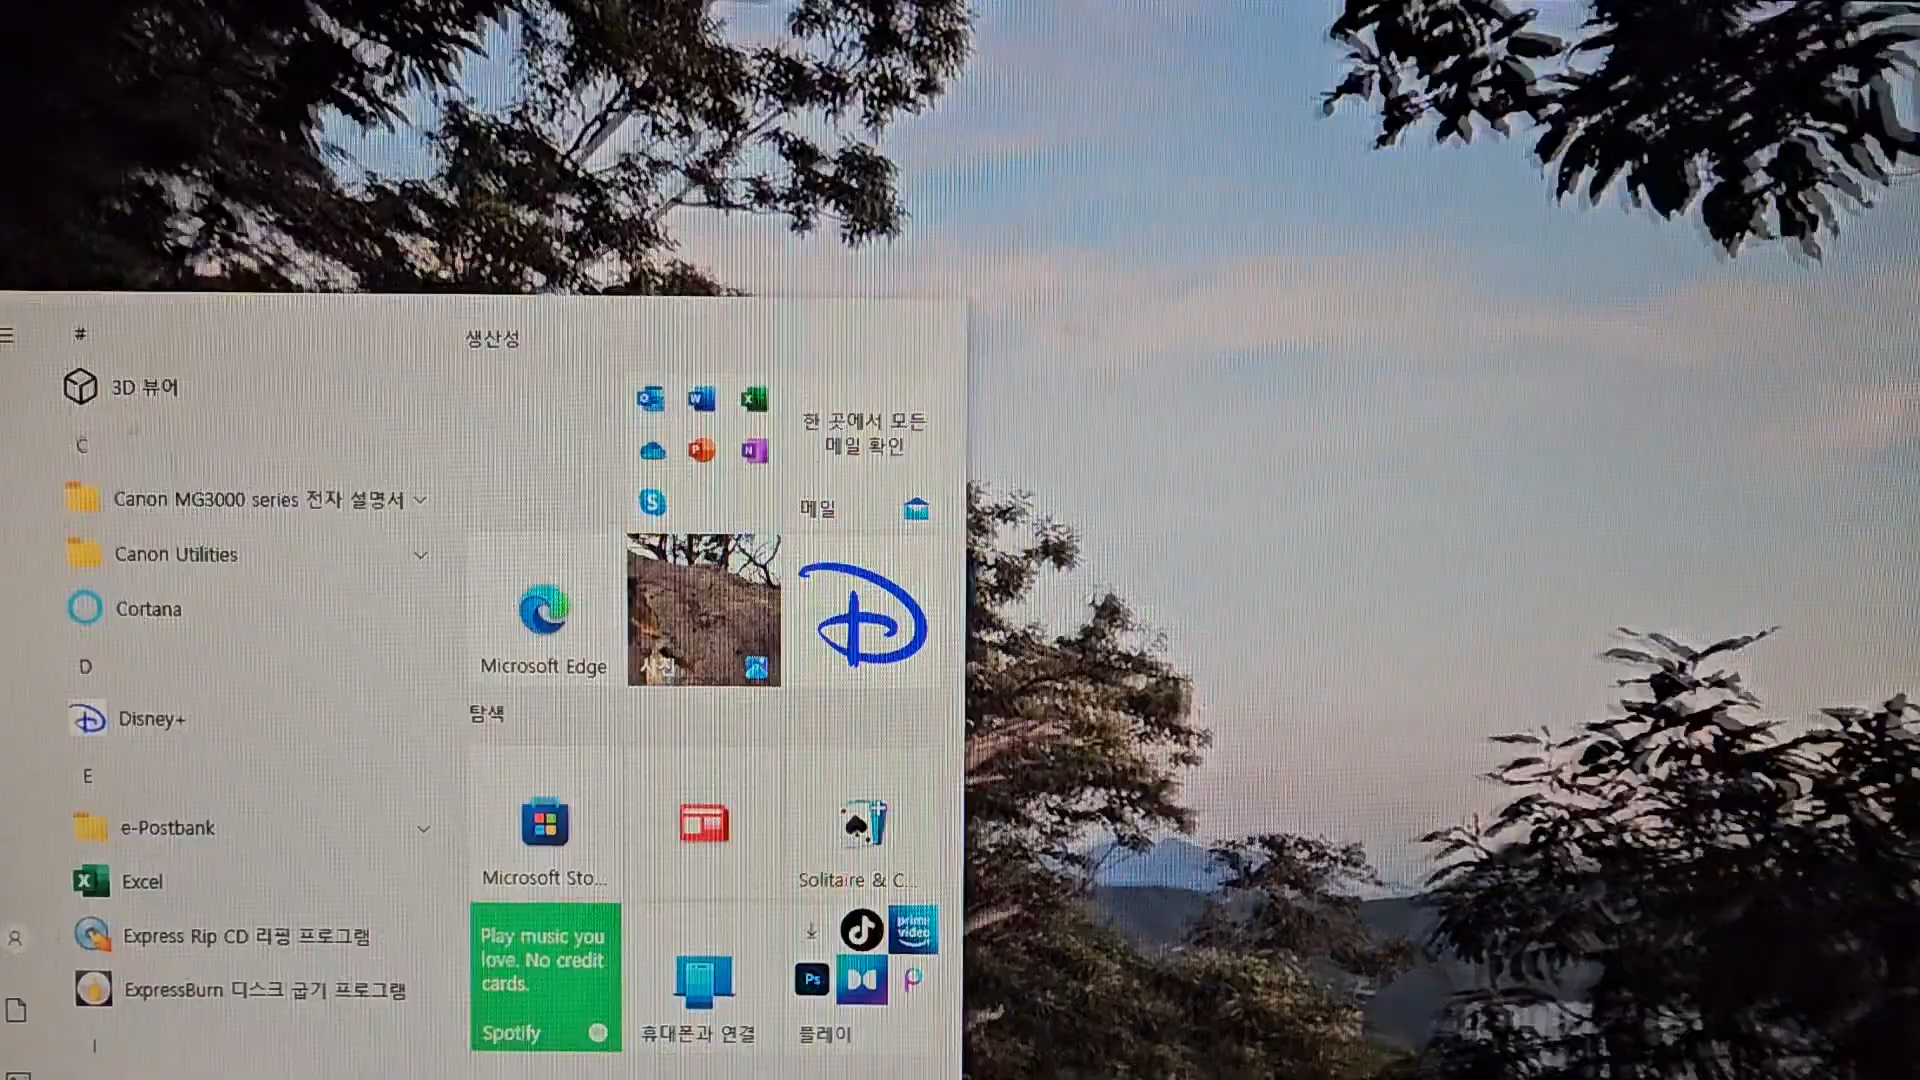 #
3D 뷰어
C
Canon MG3000 series 전자 설명서
Canon Utilities
Cortana
D
Disney+
E
e-Postbank
Excel
Express Rip CD 리핑 프로그램
ExpressBurn 디스크 굽기 프로그램
I
생산성
한 곳에서 모든
메일 확인
메일
Microsoft Edge
사진
탐색
Microsoft Sto...
Solitaire & C...
Play music you
love. No credit
cards.
Spotify
휴대폰과 연결
prime
video
Ps
플레이